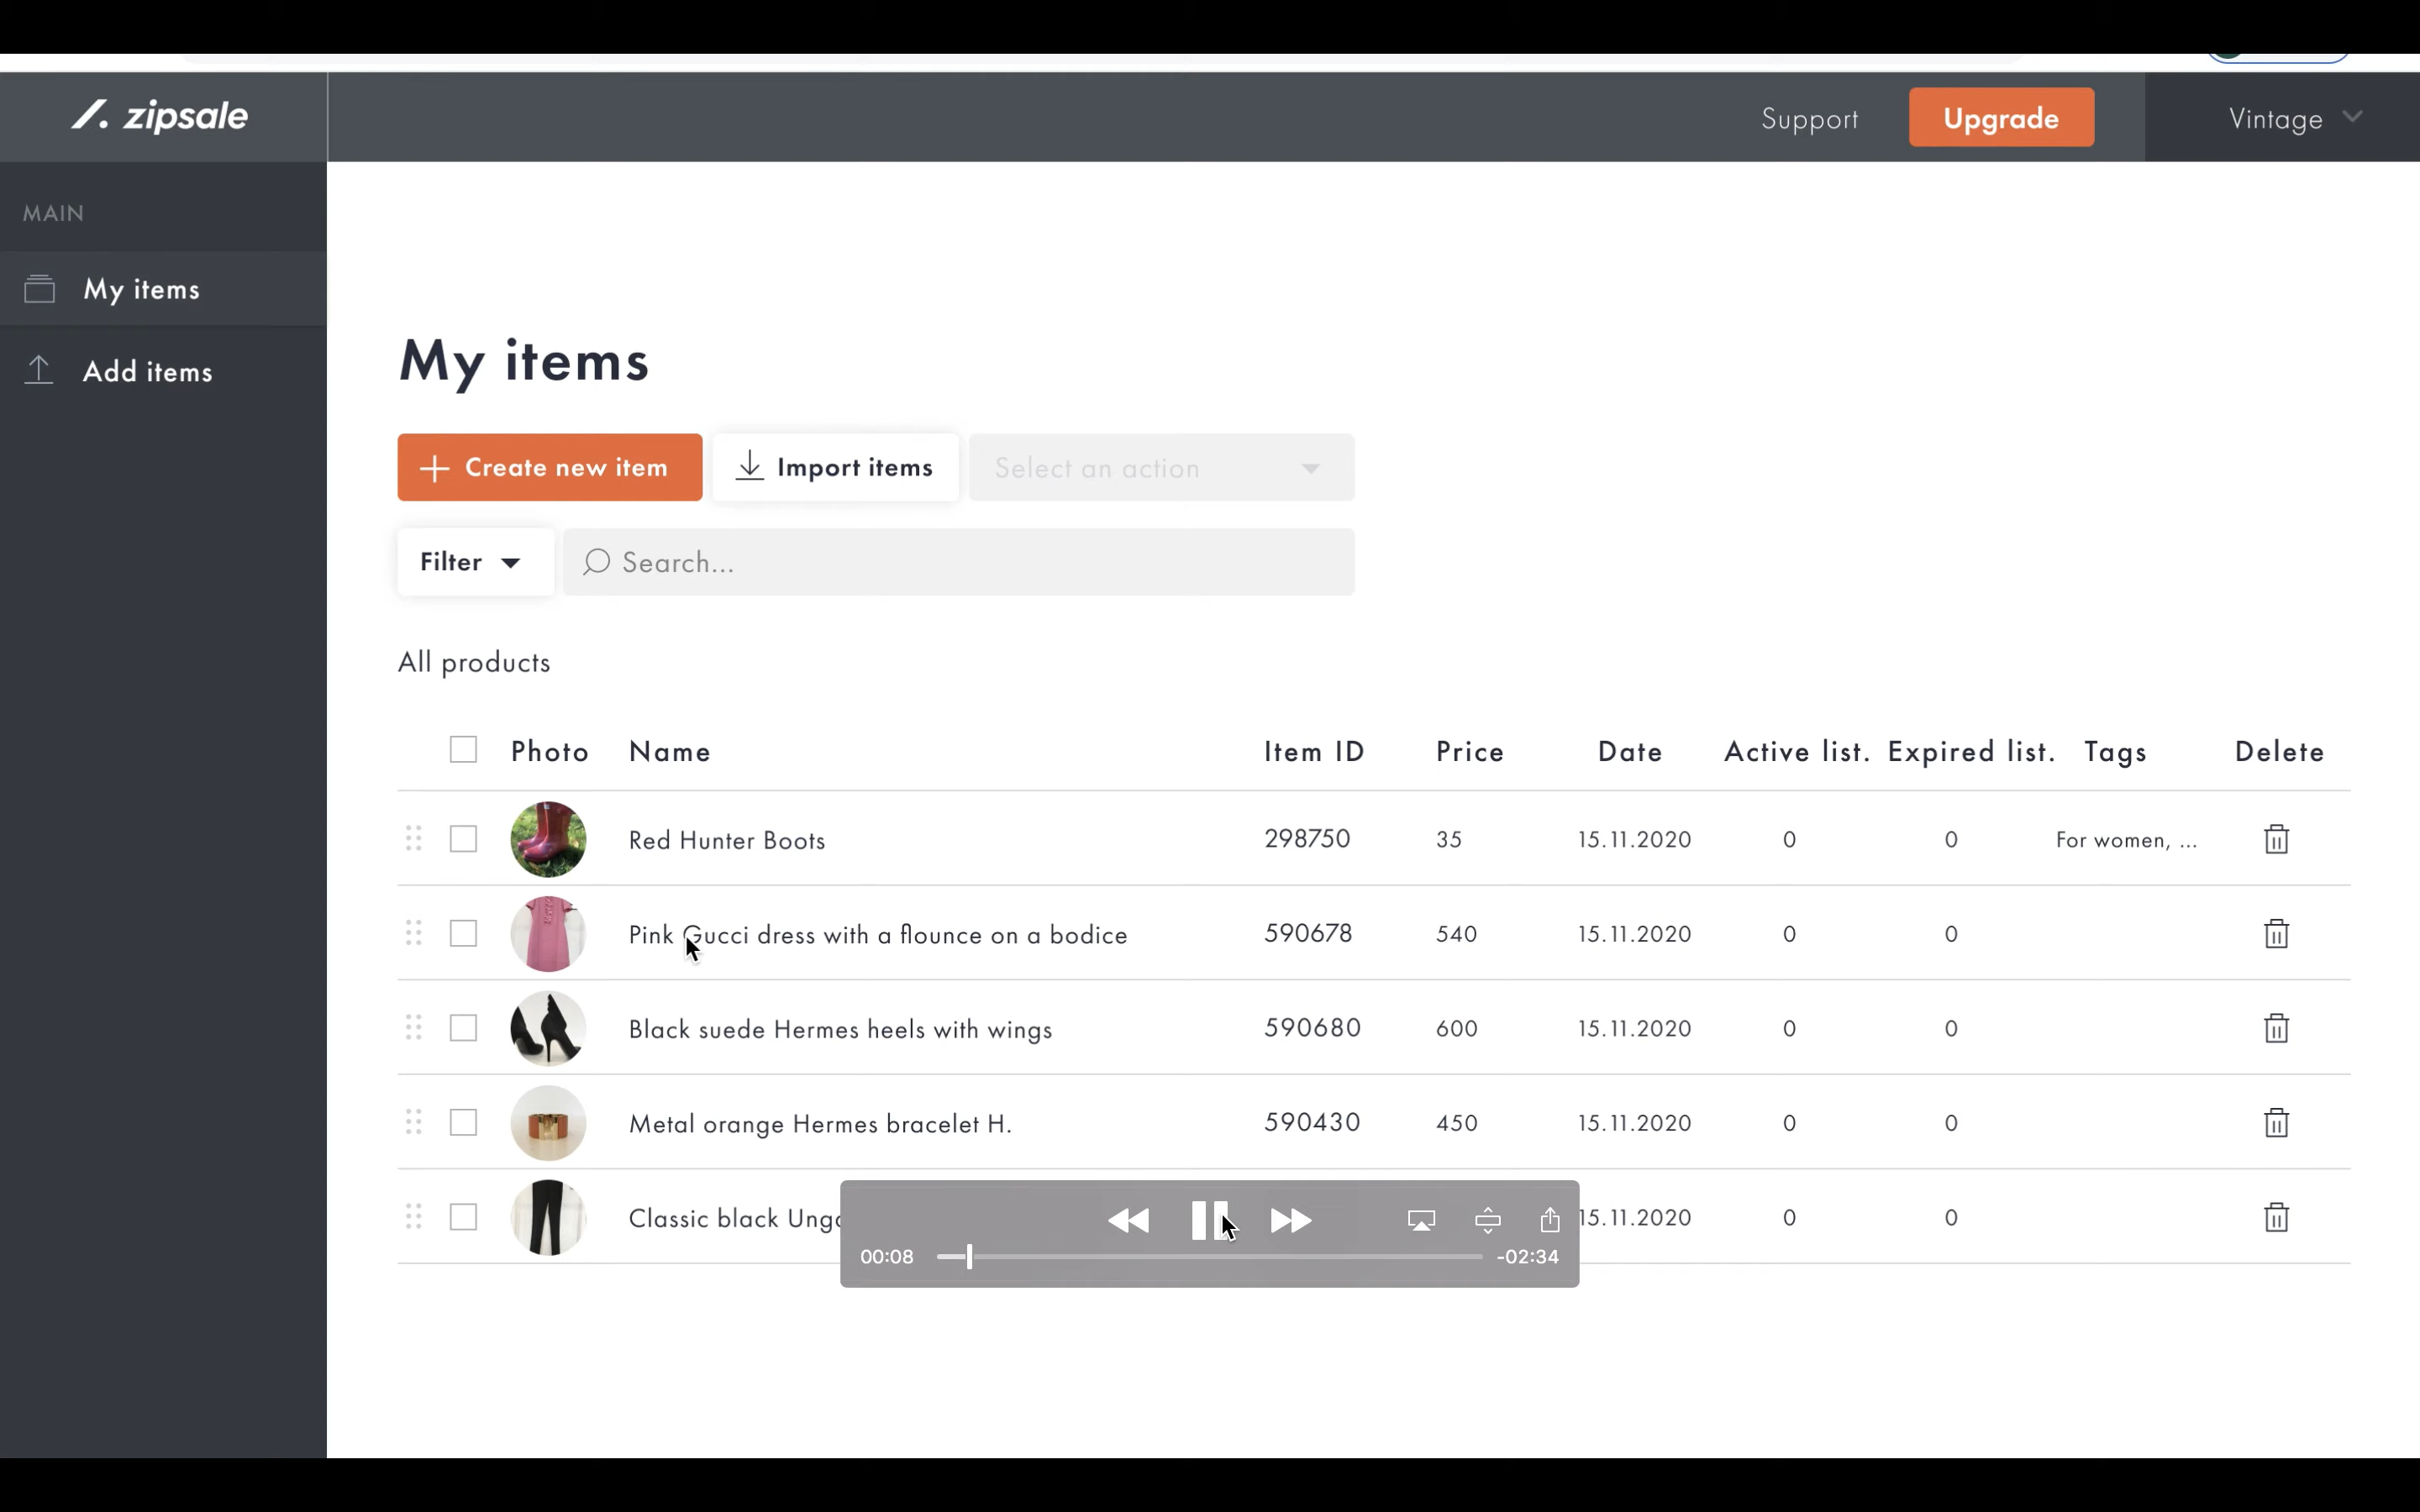 zipsale
Support
Upgrade
Vintage
MAIN
My items
Add items
My items
Create new item
Import items
Select an action
Filter
Search...
All products
Photo Name Item ID Price Date Active list. Expired list. Tags Delete
Red Hunter Boots 298750 35 15.11.2020 0 0 For women, ...
Pink Gucci dress with a flounce on a bodice 590678 540 15.11.2020 0 0
Black suede Hermes heels with wings 590680 600 15.11.2020 0 0
Metal orange Hermes bracelet H. 590430 450 15.11.2020 0 0
Classic black 15.11.2020 0 0
00:08 -02:34